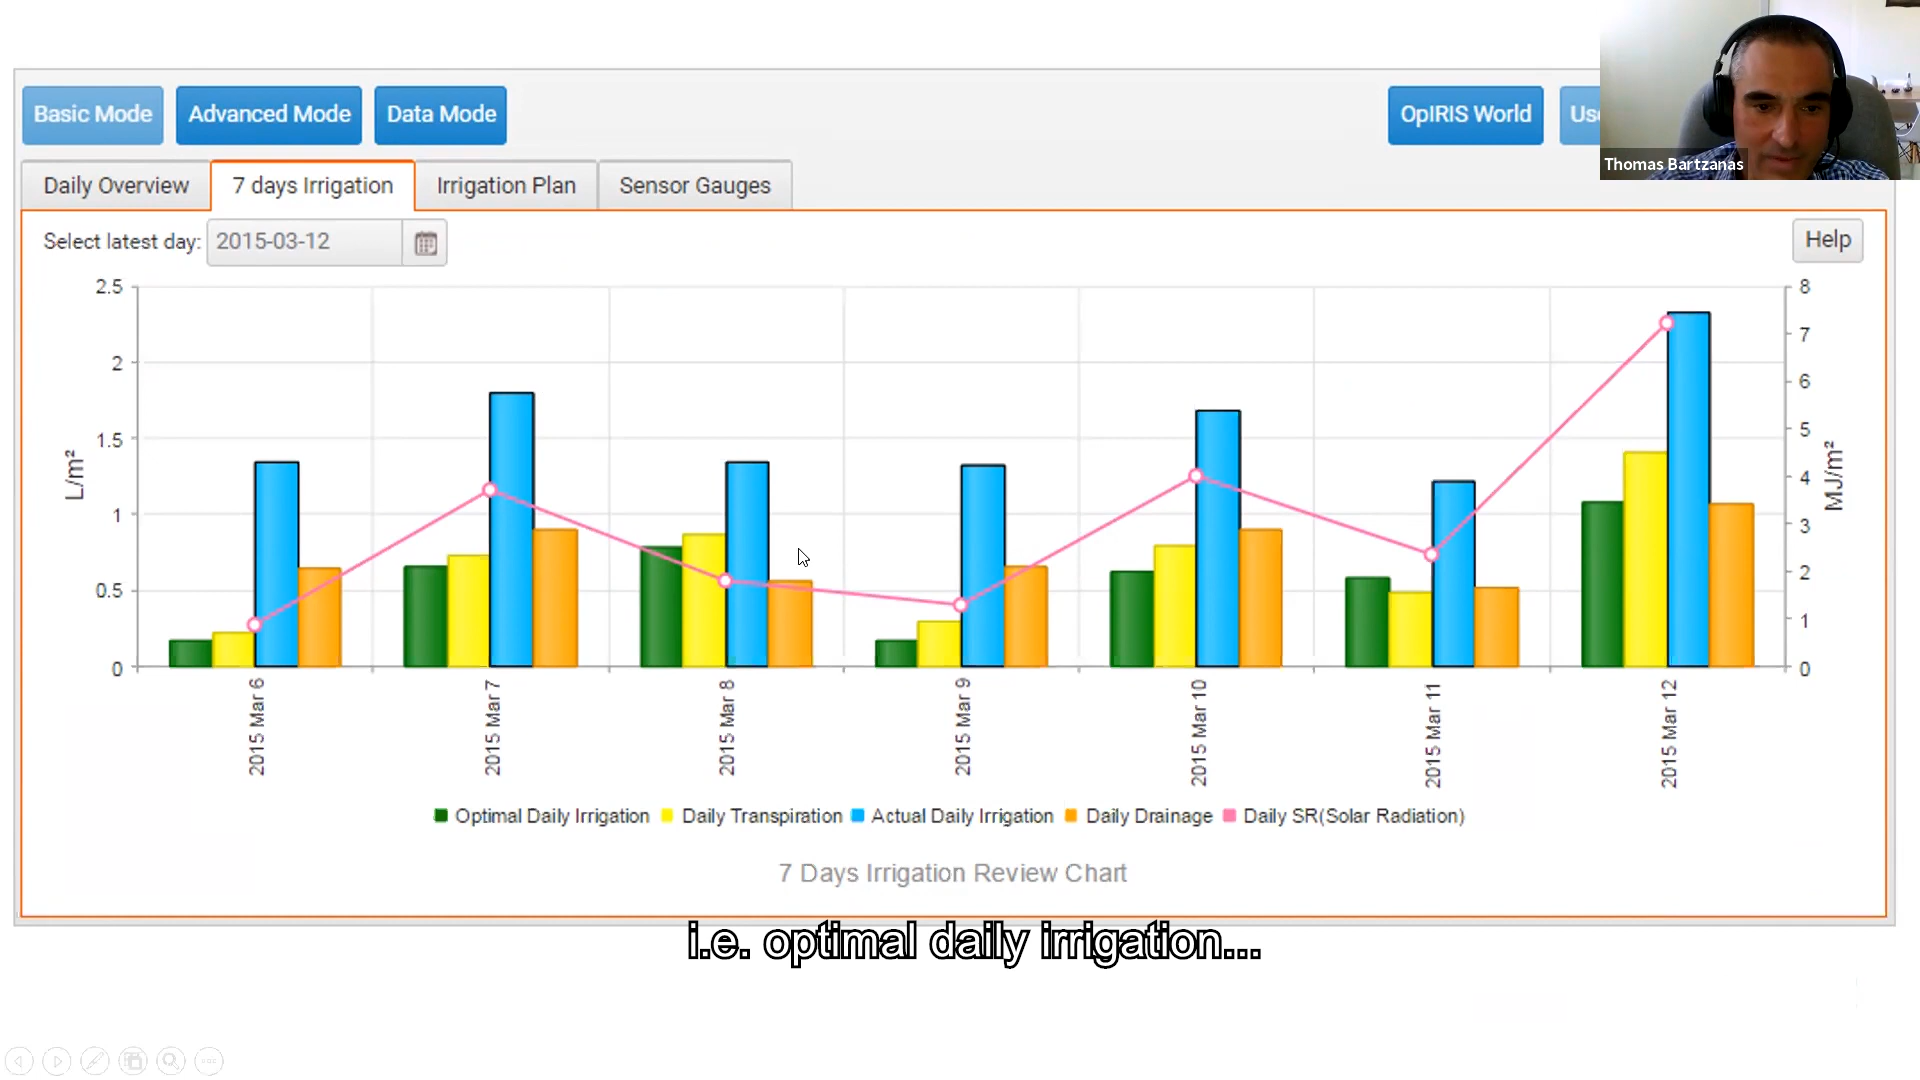 Basic Mode Advanced Mode Data Mode OpIRIS World
Thomas Bartzanas
Daily Overview 7 days Irrigation Irrigation Plan Sensor Gauges
Select latest day: 2015-03-12 Help
2.5
2
1.5
1
0.5
0
L/m²
8
7
6
5
4
3
2
1
0
MJ/m²
2015 Mar 6
2015 Mar 7
2015 Mar 8
2015 Mar 9
2015 Mar 10
2015 Mar 11
2015 Mar 12
Optimal Daily Irrigation Daily Transpiration Actual Daily Irrigation Daily Drainage Daily SR(Solar Radiation)
7 Days Irrigation Review Chart
i.e. optimal daily irrigation...